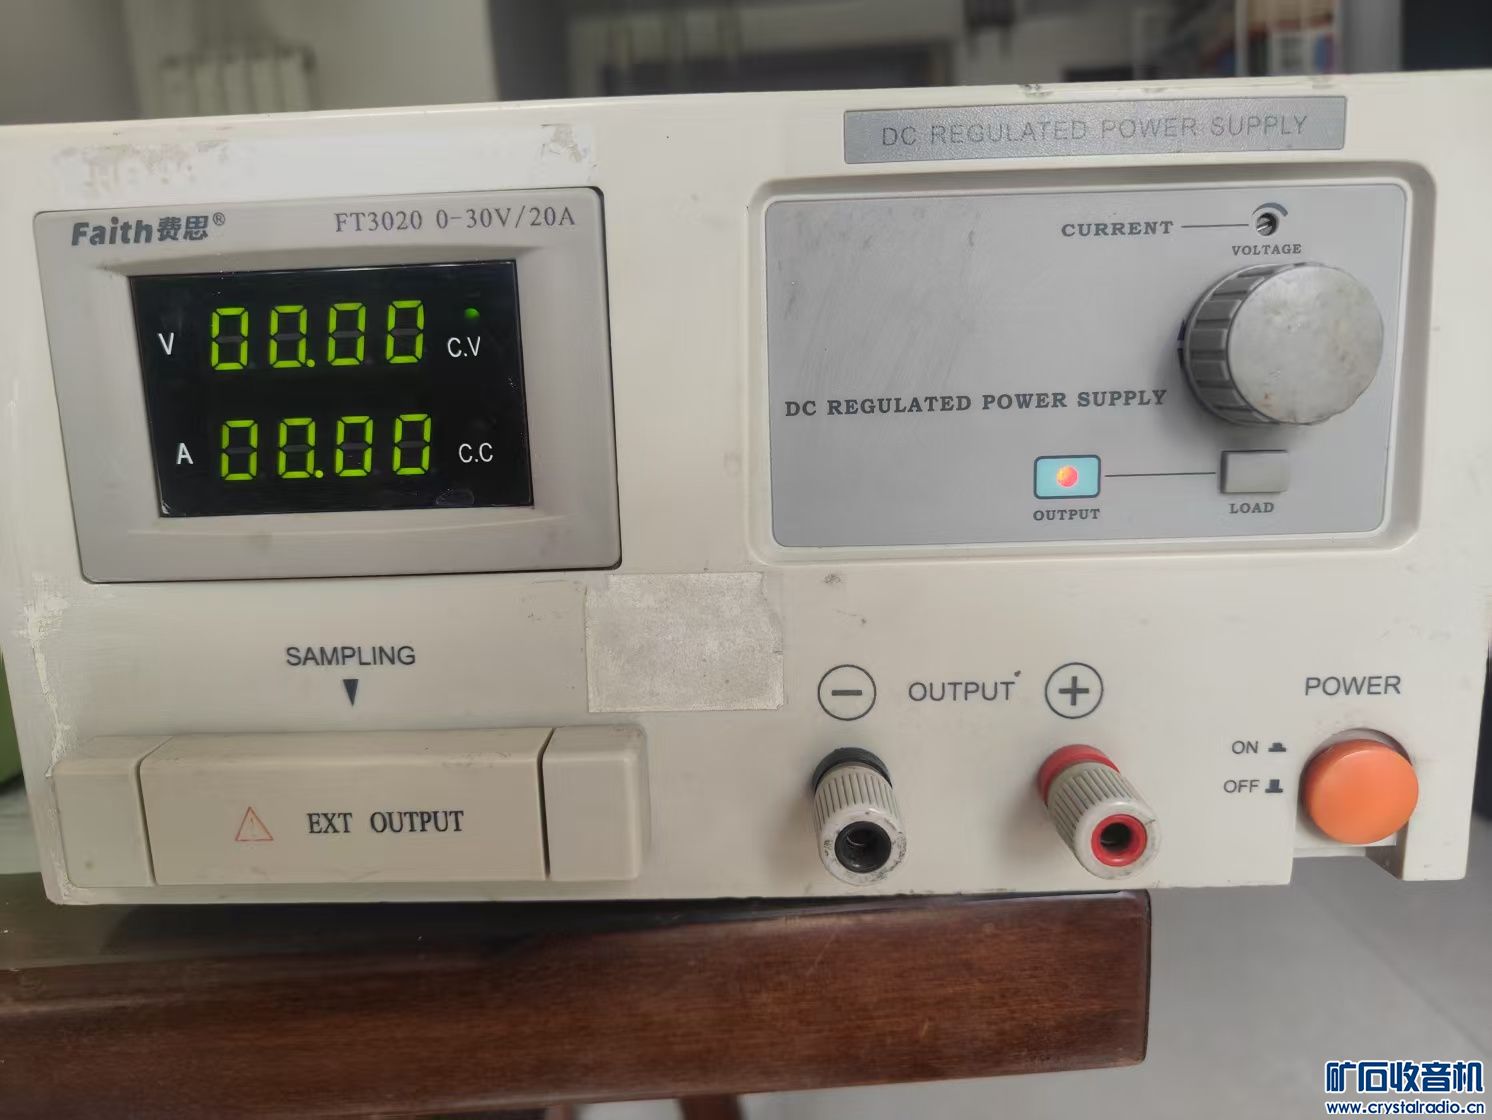 DC REGULATED POWER SUPPLY
Faith费思®
FT3020 0-30V/20A
CURRENT
VOLTAGE
V 00.00 C.V
A 00.00 C.C
DC REGULATED POWER SUPPLY
OUTPUT
LOAD
SAMPLING
OUTPUT
POWER
ON
OFF
EXT OUTPUT
矿石收音机
www.crystalradio.cn